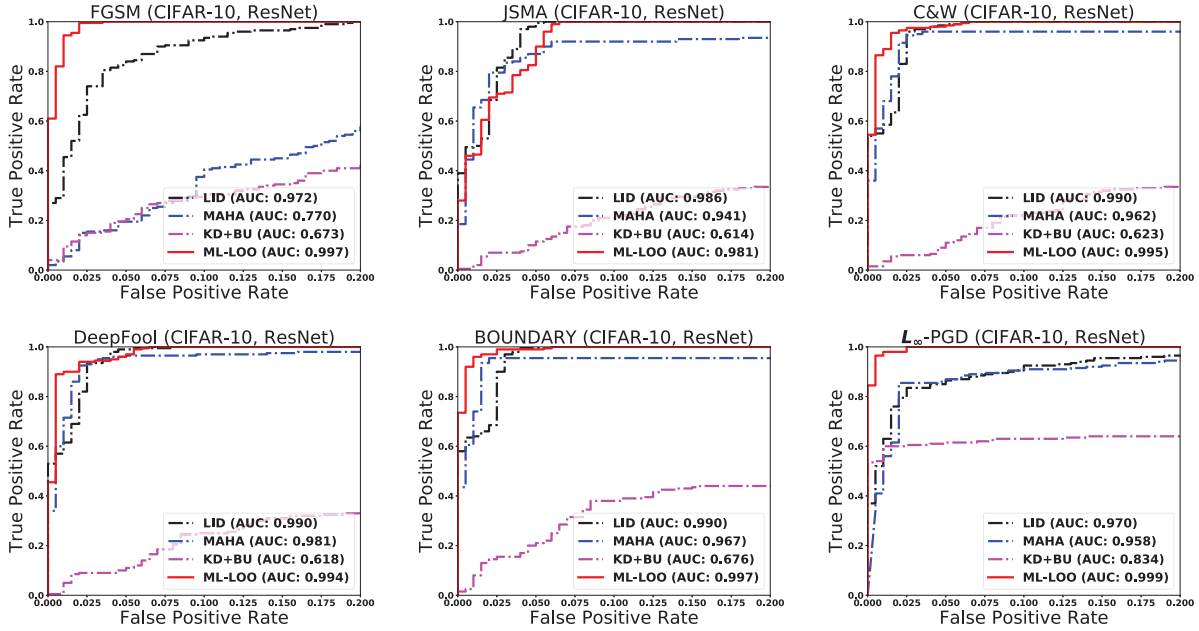 FGSM (CIFAR-10, ResNet)
True Positive Rate
1.0
0.8
0.6
0.4
0.2
0.0
LID (AUC: 0.972)
MAHA (AUC: 0.770)
KD+BU (AUC: 0.673)
ML-LOO (AUC: 0.997)
0.000 0.025 0.050 0.075 0.100 0.125 0.150 0.175 0.200
False Positive Rate
JSMA (CIFAR-10, ResNet)
True Positive Rate
1.0
0.8
0.6
0.4
0.2
0.0
LID (AUC: 0.986)
MAHA (AUC: 0.941)
KD+BU (AUC: 0.614)
ML-LOO (AUC: 0.981)
0.000 0.025 0.050 0.075 0.100 0.125 0.150 0.175 0.200
False Positive Rate
C&W (CIFAR-10, ResNet)
True Positive Rate
1.0
0.8
0.6
0.4
0.2
0.0
LID (AUC: 0.990)
MAHA (AUC: 0.962)
KD+BU (AUC: 0.623)
ML-LOO (AUC: 0.995)
0.000 0.025 0.050 0.075 0.100 0.125 0.150 0.175 0.200
False Positive Rate
DeepFool (CIFAR-10, ResNet)
True Positive Rate
1.0
0.8
0.6
0.4
0.2
0.0
LID (AUC: 0.990)
MAHA (AUC: 0.981)
KD+BU (AUC: 0.618)
ML-LOO (AUC: 0.994)
0.000 0.025 0.050 0.075 0.100 0.125 0.150 0.175 0.200
False Positive Rate
BOUNDARY (CIFAR-10, ResNet)
True Positive Rate
1.0
0.8
0.6
0.4
0.2
0.0
LID (AUC: 0.990)
MAHA (AUC: 0.967)
KD+BU (AUC: 0.676)
ML-LOO (AUC: 0.997)
0.000 0.025 0.050 0.075 0.100 0.125 0.150 0.175 0.200
False Positive Rate
L∞-PGD (CIFAR-10, ResNet)
True Positive Rate
1.0
0.8
0.6
0.4
0.2
0.0
LID (AUC: 0.970)
MAHA (AUC: 0.958)
KD+BU (AUC: 0.834)
ML-LOO (AUC: 0.999)
0.000 0.025 0.050 0.075 0.100 0.125 0.150 0.175 0.200
False Positive Rate